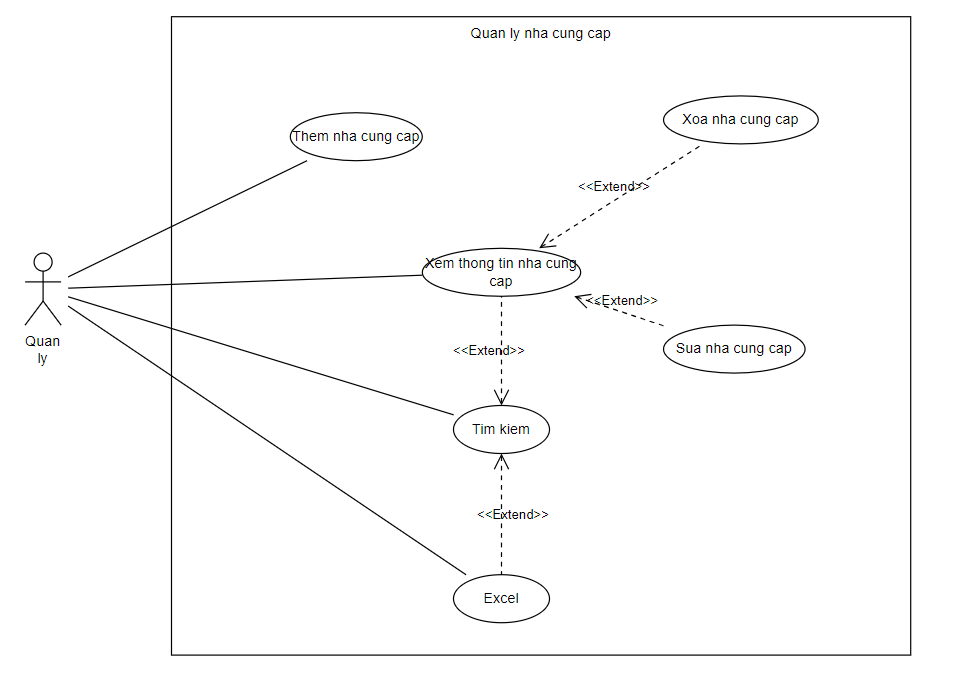 Quan ly nha cung cap
Xoa nha cung cap
Them nha cung cap
<<Extend>>
Xem thong tin nha cung
cap
<<Extend>>
Quan
ly
<<Extend>>
Sua nha cung cap
Tim kiem
<<Extend>>
Excel